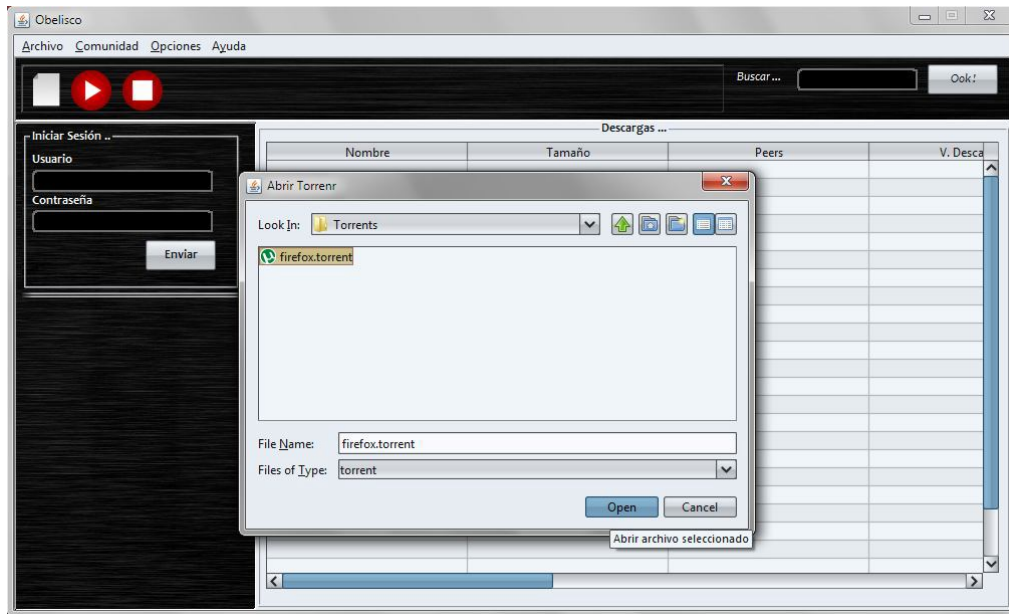 Obelisco
Archivo Comunidad Opciones Ayuda
Buscar ... Ook!
Iniciar Sesión ..
Usuario
Contraseña
Enviar
Descargas ...
Nombre Tamaño Peers V. Desca
Abrir Torrenr
Look In: Torrents
firefox.torrent
File Name: firefox.torrent
Files of Type: torrent
Open Cancel
Abrir archivo seleccionado